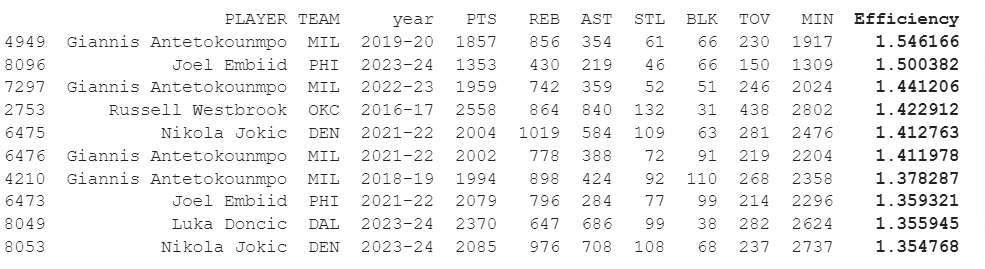 PLAYER TEAM year PTS REB AST STL BLK TOV MIN Efficiency
4949 Giannis Antetokounmpo MIL 2019-20 1857 856 354 61 66 230 1917 1.546166
8096 Joel Embiid PHI 2023-24 1353 430 219 46 66 150 1309 1.500382
7297 Giannis Antetokounmpo MIL 2022-23 1959 742 359 52 51 246 2024 1.441206
2753 Russell Westbrook OKC 2016-17 2558 864 840 132 31 438 2802 1.422912
6475 Nikola Jokic DEN 2021-22 2004 1019 584 109 63 281 2476 1.412763
6476 Giannis Antetokounmpo MIL 2021-22 2002 778 388 72 91 219 2204 1.411978
4210 Giannis Antetokounmpo MIL 2018-19 1994 898 424 92 110 268 2358 1.378287
6473 Joel Embiid PHI 2021-22 2079 796 284 77 99 214 2296 1.359321
8049 Luka Doncic DAL 2023-24 2370 647 686 99 38 282 2624 1.355945
8053 Nikola Jokic DEN 2023-24 2085 976 708 108 68 237 2737 1.354768